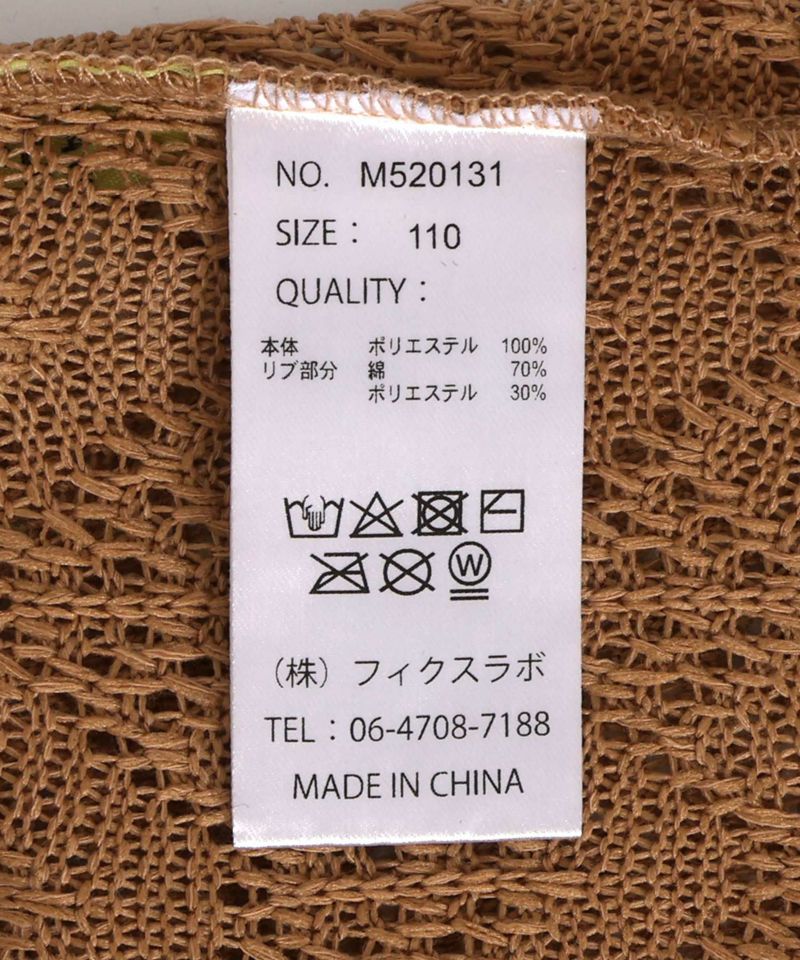 NO. M520131
SIZE： 110
QUALITY：
本体 ポリエステル 100%
リブ部分 綿 70%
ポリエステル 30%
W
（株）フィクスラボ
TEL：06-4708-7188
MADE IN CHINA